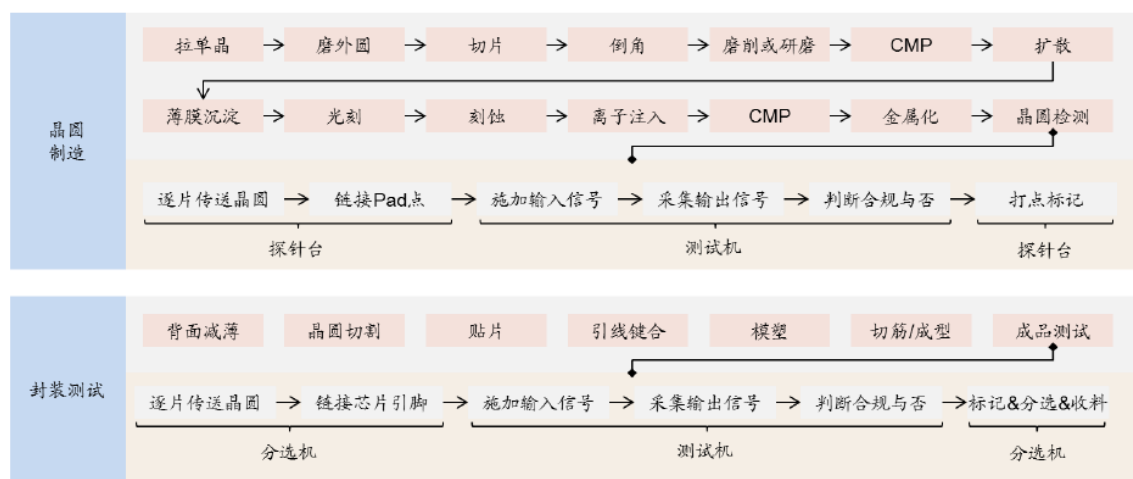 晶圆
制造
拉单晶 磨外圆 切片 倒角 磨削或研磨 CMP 扩散
薄膜沉淀 光刻 刻蚀 离子注入 CMP 金属化 晶圆检测
逐片传送晶圆 链接Pad点 施加输入信号 采集输出信号 判断合规与否 打点标记
探针台 测试机 探针台
封装测试
背面减薄 晶圆切割 贴片 引线键合 模塑 切筋/成型 成品测试
逐片传送晶圆 链接芯片引脚 施加输入信号 采集输出信号 判断合规与否 标记&分选&收料
分选机 测试机 分选机